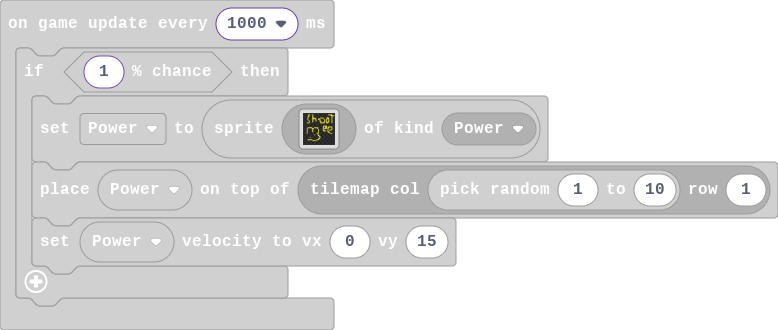 on game update every 1000 ms
if 1 % chance then
set Power to sprite shoot me of kind Power
place Power on top of tilemap col pick random 1 to 10 row 1
set Power velocity to vx 0 vy 15